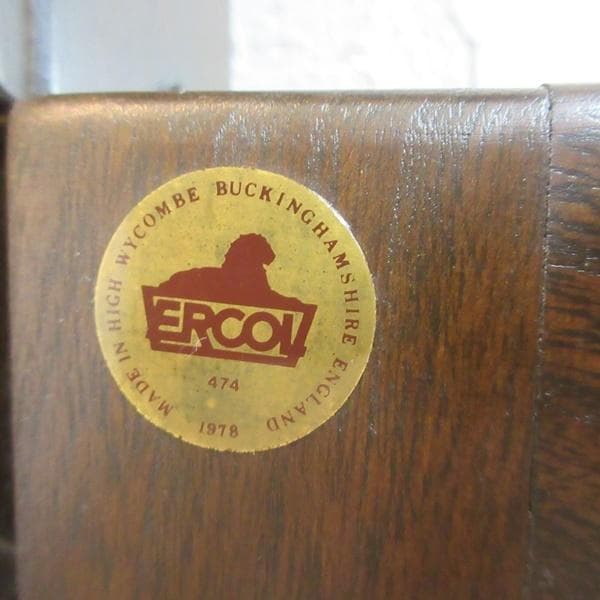 MADE IN HIGH WYCOMBE BUCKINGHAMSHIRE ENGLAND
ERCOL
474
1978